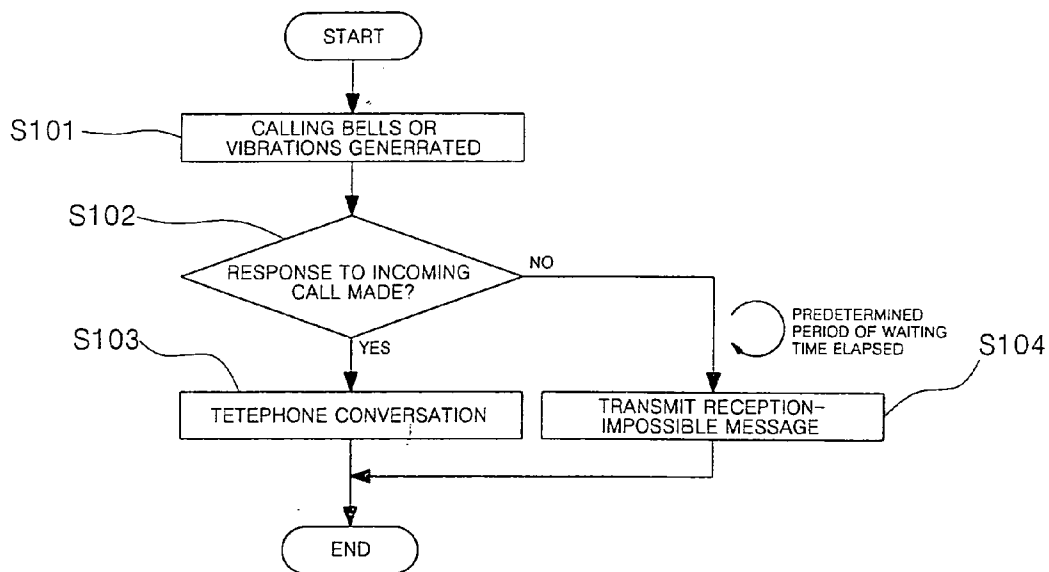 START
S101
CALLING BELLS OR
VIBRATIONS GENERRATED
S102
RESPONSE TO INCOMING
CALL MADE?
NO
YES
PREDETERMINED
PERIOD OF WAITING
TIME ELAPSED
S103
S104
TETEPHONE CONVERSATION
TRANSMIT RECEPTION-
IMPOSSIBLE MESSAGE
END